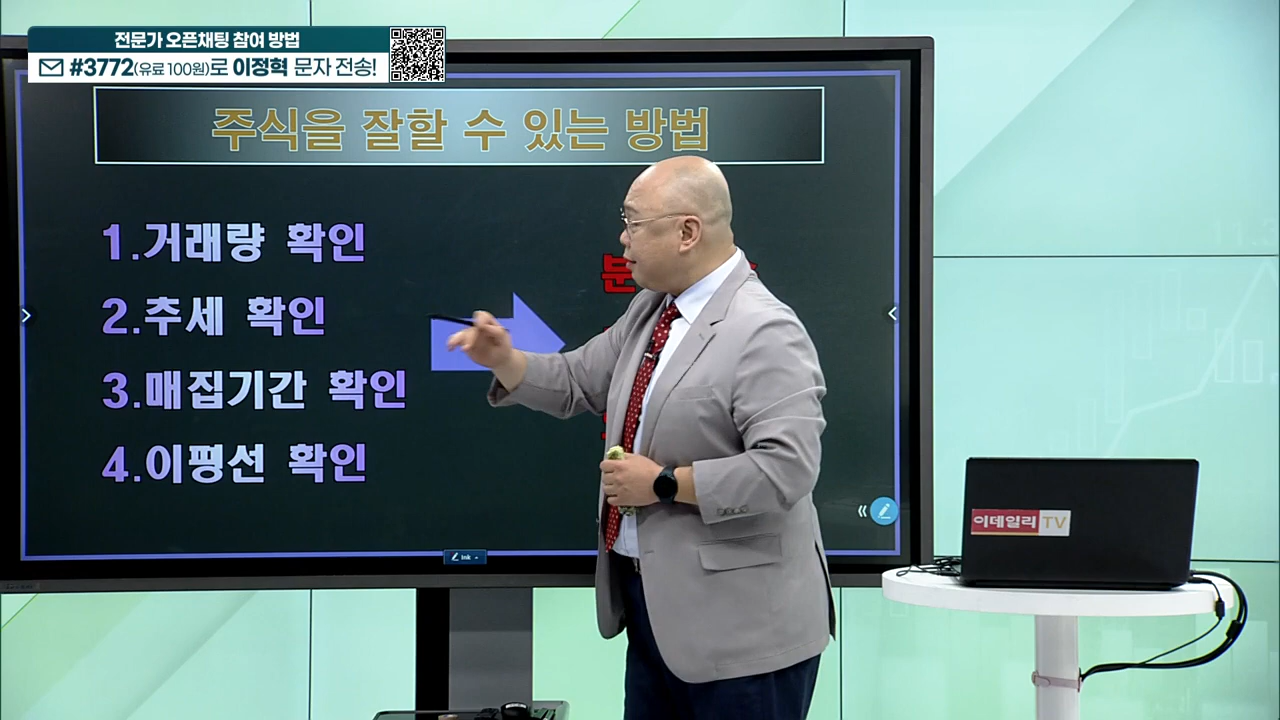 전문가 오픈채팅 참여 방법
#3772(유료 100원)로 이정혁 문자 전송!
주식을 잘할 수 있는 방법
1.거래량 확인
2.추세 확인
3.매집기간 확인
4.이평선 확인
분
Ink
이데일리TV